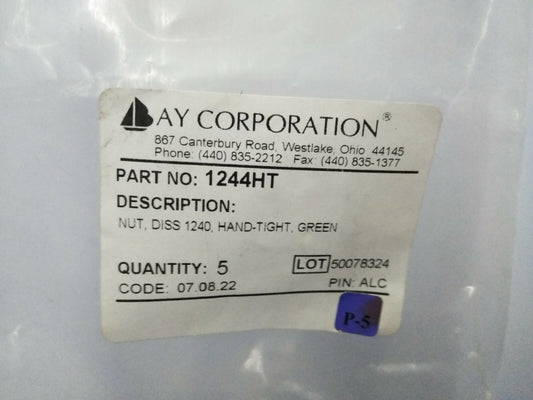 BAY CORPORATION®
867 Canterbury Road, Westlake, Ohio 44145
Phone: (440) 835-2212 Fax: (440) 835-1377
PART NO: 1244HT
DESCRIPTION:
NUT, DISS 1240, HAND-TIGHT, GREEN
QUANTITY: 5 LOT 50078324
CODE: 07.08.22 PIN: ALC
P-5